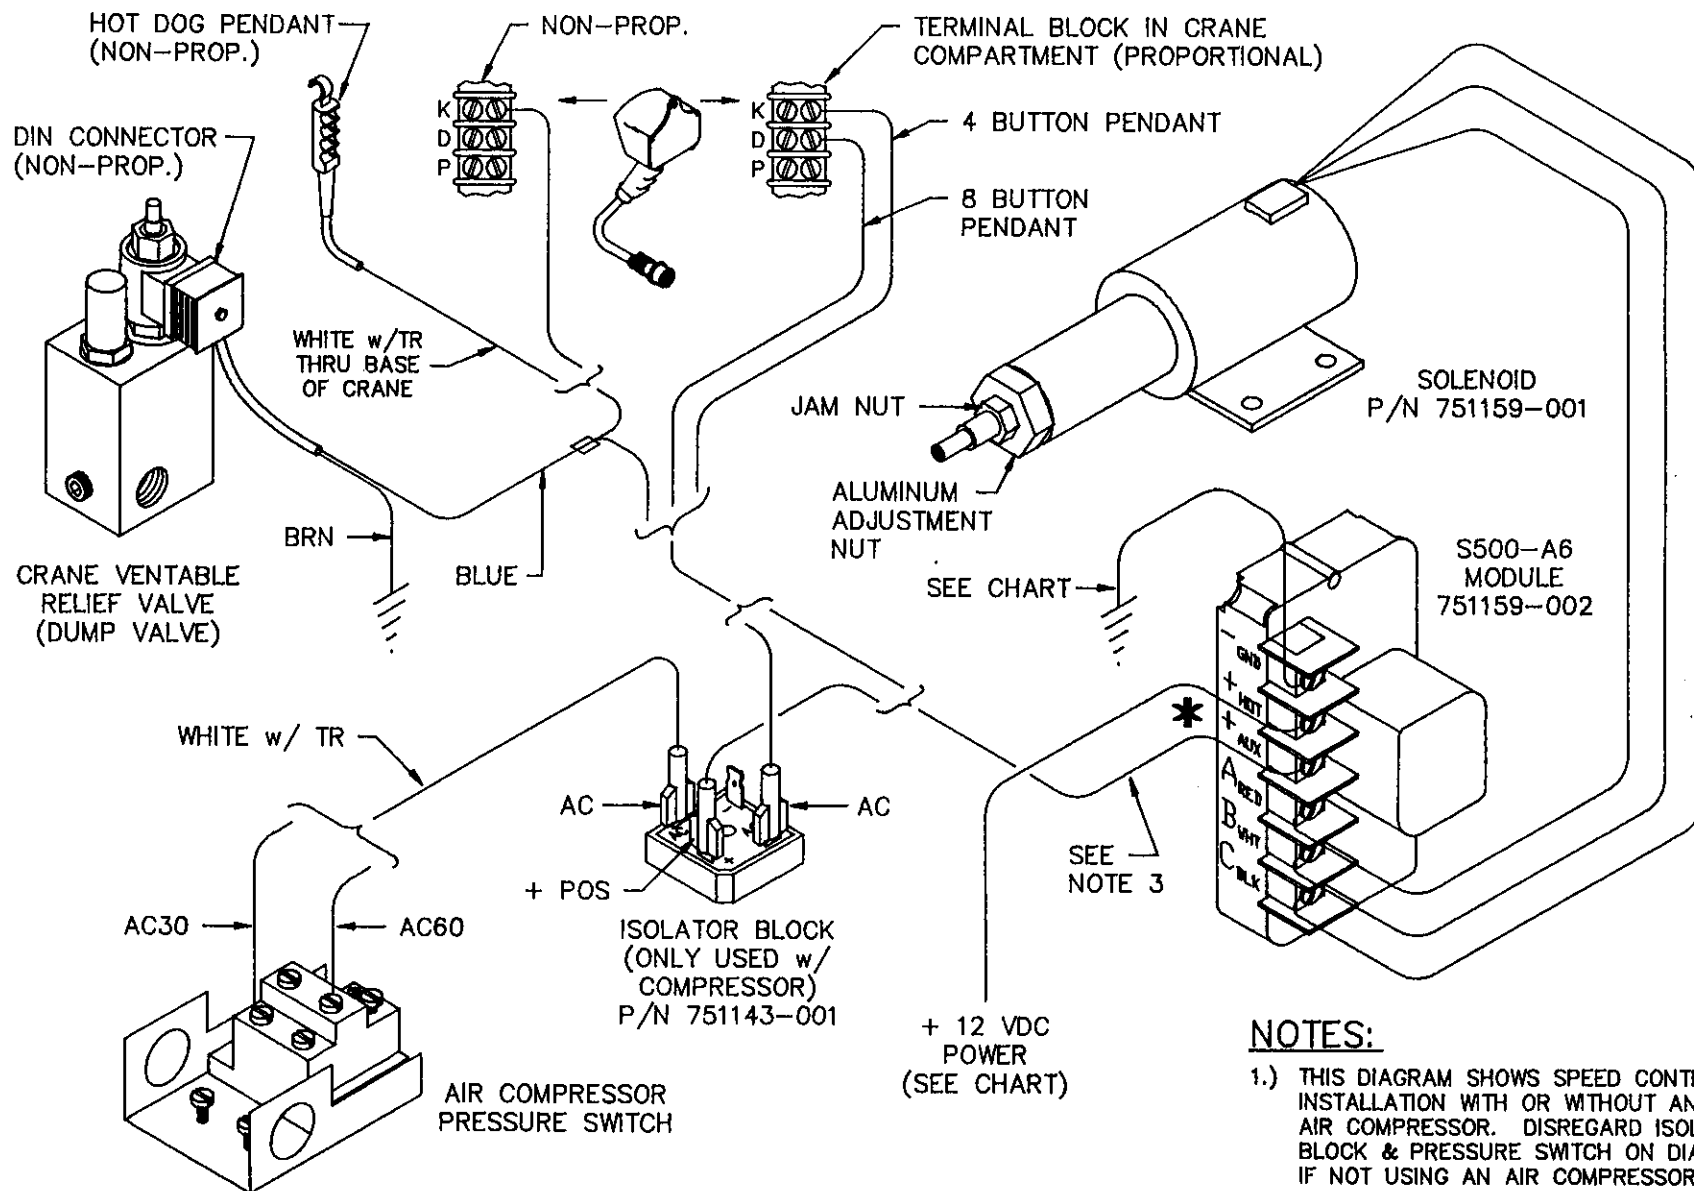 HOT DOG PENDANT
(NON-PROP.)
NON-PROP.
TERMINAL BLOCK IN CRANE
COMPARTMENT (PROPORTIONAL)
DIN CONNECTOR
(NON-PROP.)
K
D
P
K
D
P
4 BUTTON PENDANT
8 BUTTON
PENDANT
WHITE w/TR
THRU BASE
OF CRANE
JAM NUT
SOLENOID
P/N 751159-001
ALUMINUM
ADJUSTMENT
NUT
BRN
BLUE
CRANE VENTABLE
RELIEF VALVE
(DUMP VALVE)
SEE CHART
S500-A6
MODULE
751159-002
- GND
+ HOT
+ AUX
A RED
B WHT
C BLK
*
WHITE w/ TR
AC
AC
+ POS
+
SEE
NOTE 3
AC30
AC60
ISOLATOR BLOCK
(ONLY USED w/
COMPRESSOR)
P/N 751143-001
+ 12 VDC
POWER
(SEE CHART)
AIR COMPRESSOR
PRESSURE SWITCH
NOTES:
1.) THIS DIAGRAM SHOWS SPEED
INSTALLATION WITH OR WITHOUT AN
AIR COMPRESSOR. DISREGARD
BLOCK & PRESSURE SWITCH ON
IF NOT USING AN AIR COMPRESSOR